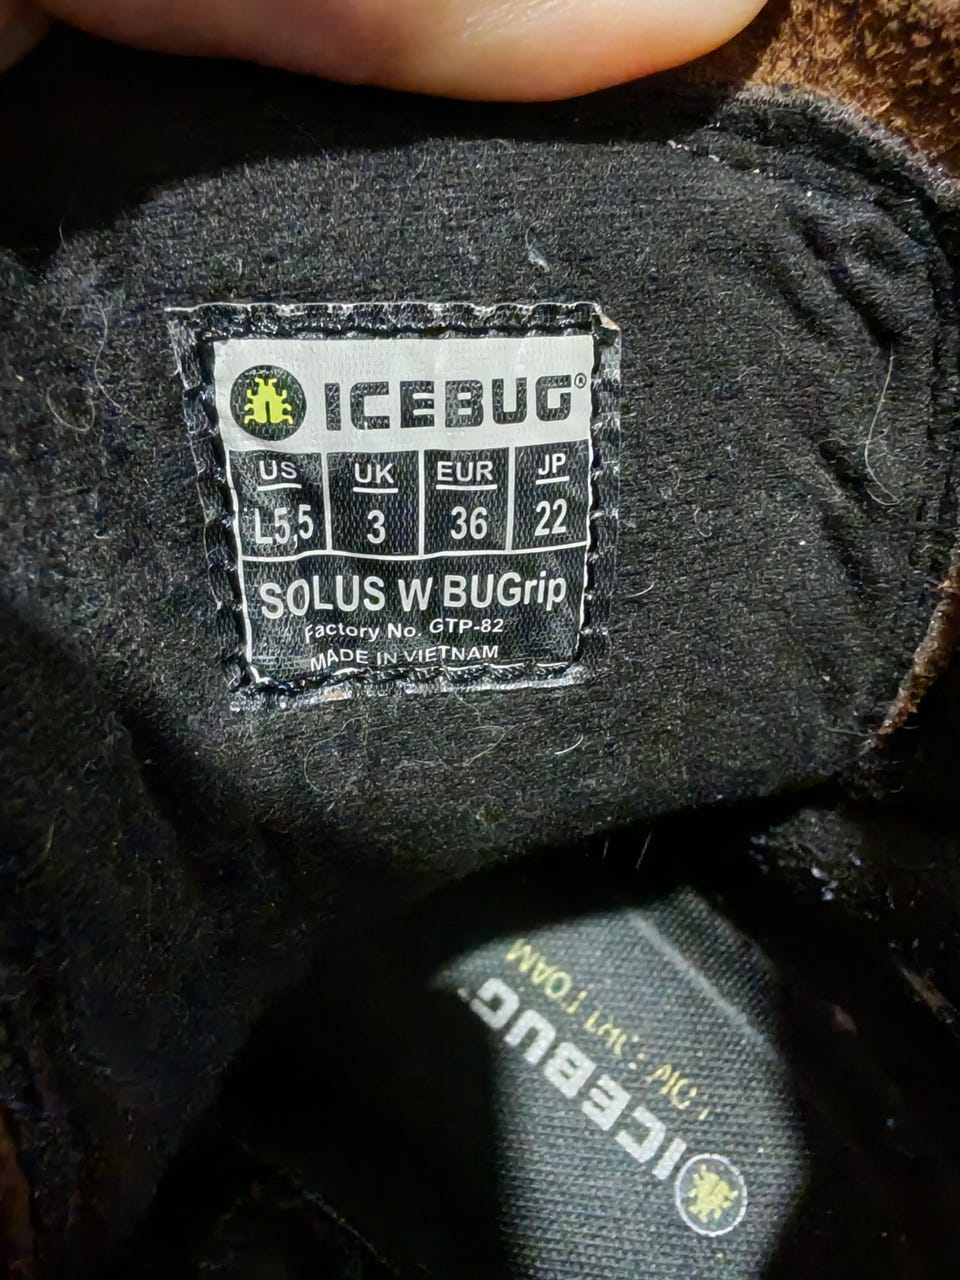 ICEBUG®
US UK EUR JP
L5,5 3 36 22
SOLUS W BUGrip
Factory No. GTP-82
MADE IN VIETNAM
ICEBUG
FOAM